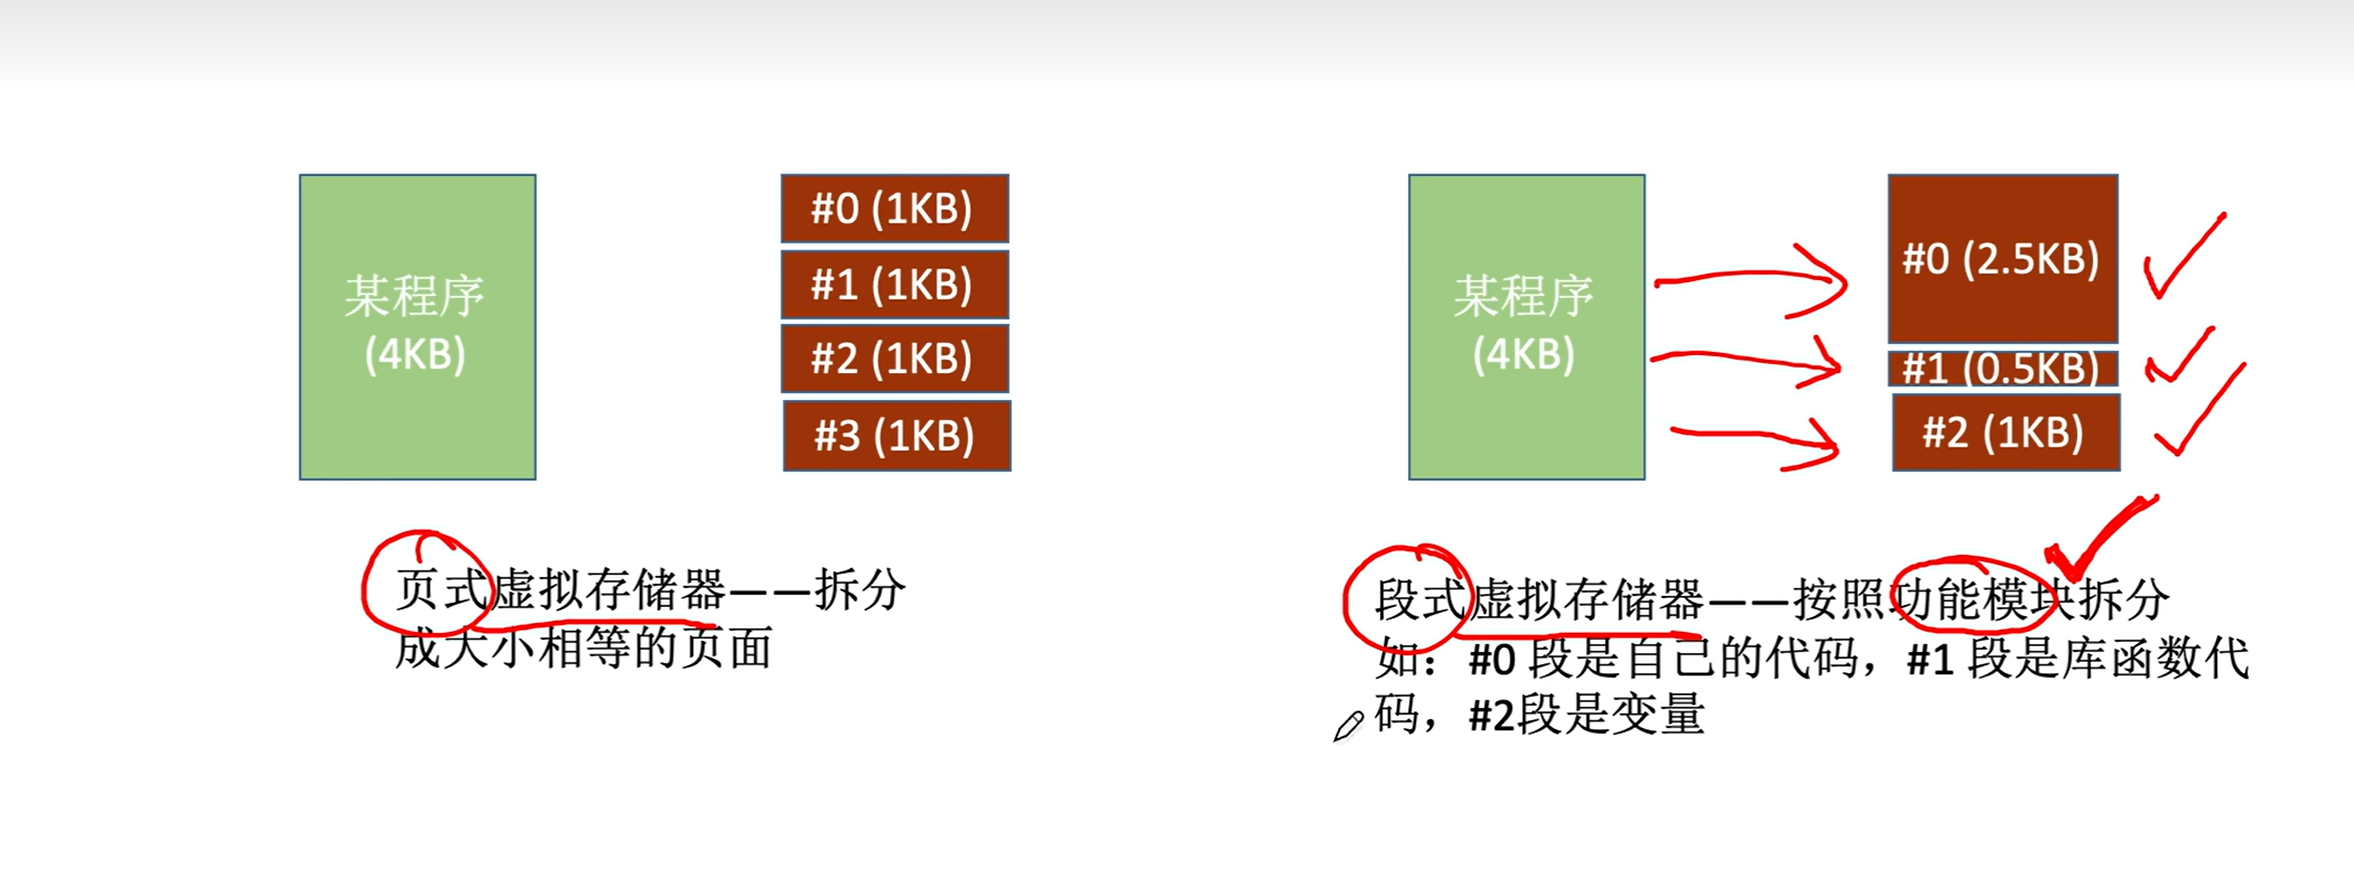 某程序
(4KB)
#0 (1KB)
#1 (1KB)
#2 (1KB)
#3 (1KB)
页式虚拟存储器——拆分
成大小相等的页面
某程序
(4KB)
#0 (2.5KB)
#1 (0.5KB)
#2 (1KB)
段式虚拟存储器——按照功能模块拆分
如：#0 段是自己的代码，#1 段是库函数代
码，#2段是变量